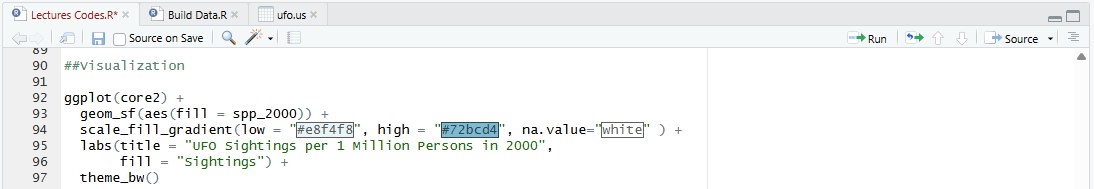 Lectures Codes.R* Build Data.R ufo.us
Source on Save Run Source
89
90 ##Visualization
91
92 ggplot(core2) +
93 geom_sf(aes(fill = spp_2000)) +
94 scale_fill_gradient(low = "#e8f4f8", high = "#72bcd4", na.value="white" ) +
95 labs(title = "UFO Sightings per 1 Million Persons in 2000",
96 fill = "Sightings") +
97 theme_bw()